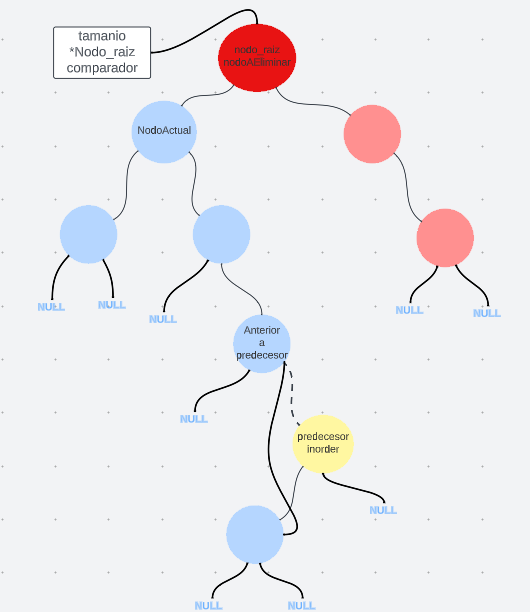 tamanio
*Nodo_raiz
comparador
nodo_raiz
nodoAEliminar
NodoActual
NULL
NULL
NULL
NULL
NULL
Anterior
a
predecesor
NULL
predecesor
inorder
NULL
NULL
NULL